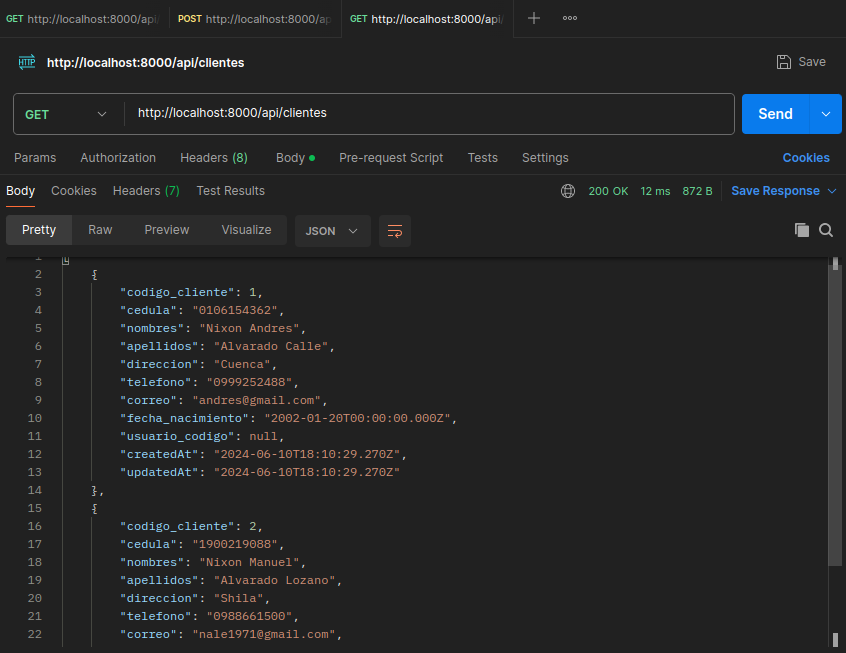 GET http://localhost:8000/api/ POST http://localhost:8000/ap GET http://localhost:8000/api/
HTTP http://localhost:8000/api/clientes Save
GET http://localhost:8000/api/clientes Send
Params Authorization Headers (8) Body Pre-request Script Tests Settings Cookies
Body Cookies Headers (7) Test Results 200 OK 12 ms 872 B Save Response
Pretty Raw Preview Visualize JSON
1 [
2 {
3 "codigo_cliente": 1,
4 "cedula": "0106154362",
5 "nombres": "Nixon Andres",
6 "apellidos": "Alvarado Calle",
7 "direccion": "Cuenca",
8 "telefono": "0999252488",
9 "correo": "andres@gmail.com",
10 "fecha_nacimiento": "2002-01-20T00:00:00.000Z",
11 "usuario_codigo": null,
12 "createdAt": "2024-06-10T18:10:29.270Z",
13 "updatedAt": "2024-06-10T18:10:29.270Z"
14 },
15 {
16 "codigo_cliente": 2,
17 "cedula": "1900219088",
18 "nombres": "Nixon Manuel",
19 "apellidos": "Alvarado Lozano",
20 "direccion": "Shila",
21 "telefono": "0988661500",
22 "correo": "nale1971@gmail.com",